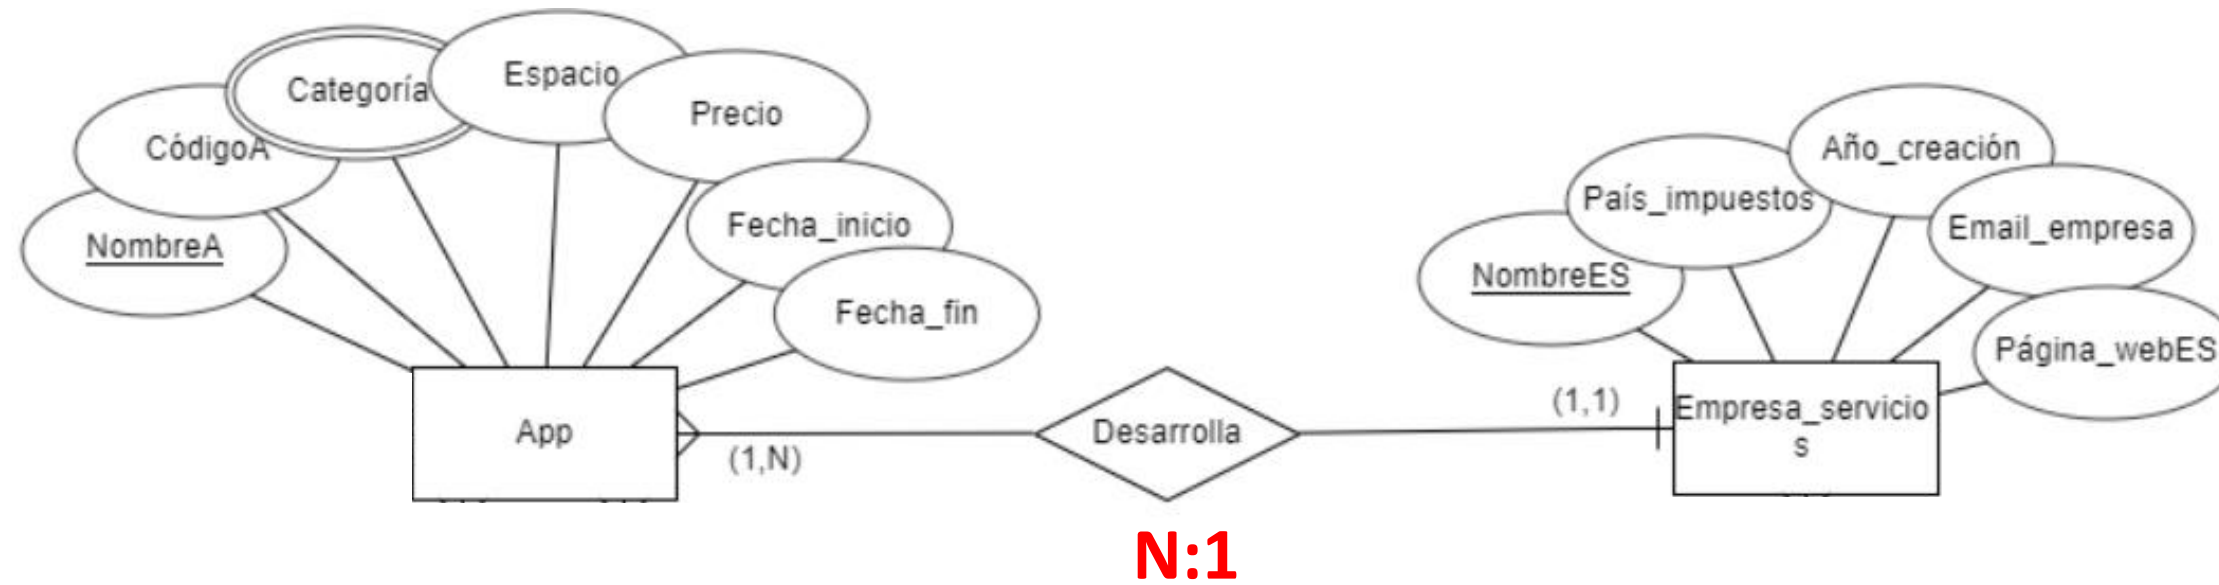 NombreA
CódigoA
Categoría
Espacio
Precio
Fecha_inicio
Fecha_fin
App
(1,N)
Desarrolla
N:1
(1,1)
NombreES
País_impuestos
Año_creación
Email_empresa
Página_webES
Empresa_servicio
s